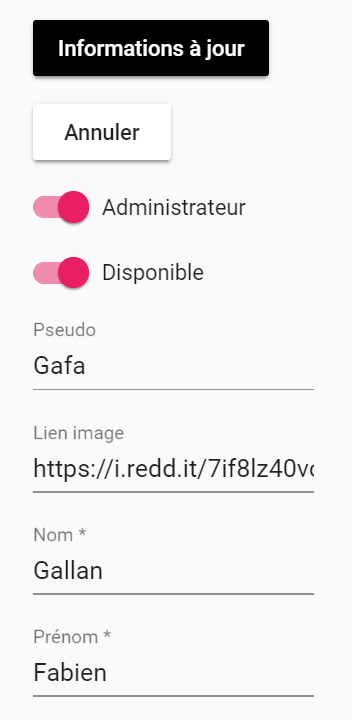 Informations à jour
Annuler
Administrateur
Disponible
Pseudo
Gafa
Lien image
https://i.redd.it/7if8lz40v
Nom *
Gallan
Prénom *
Fabien